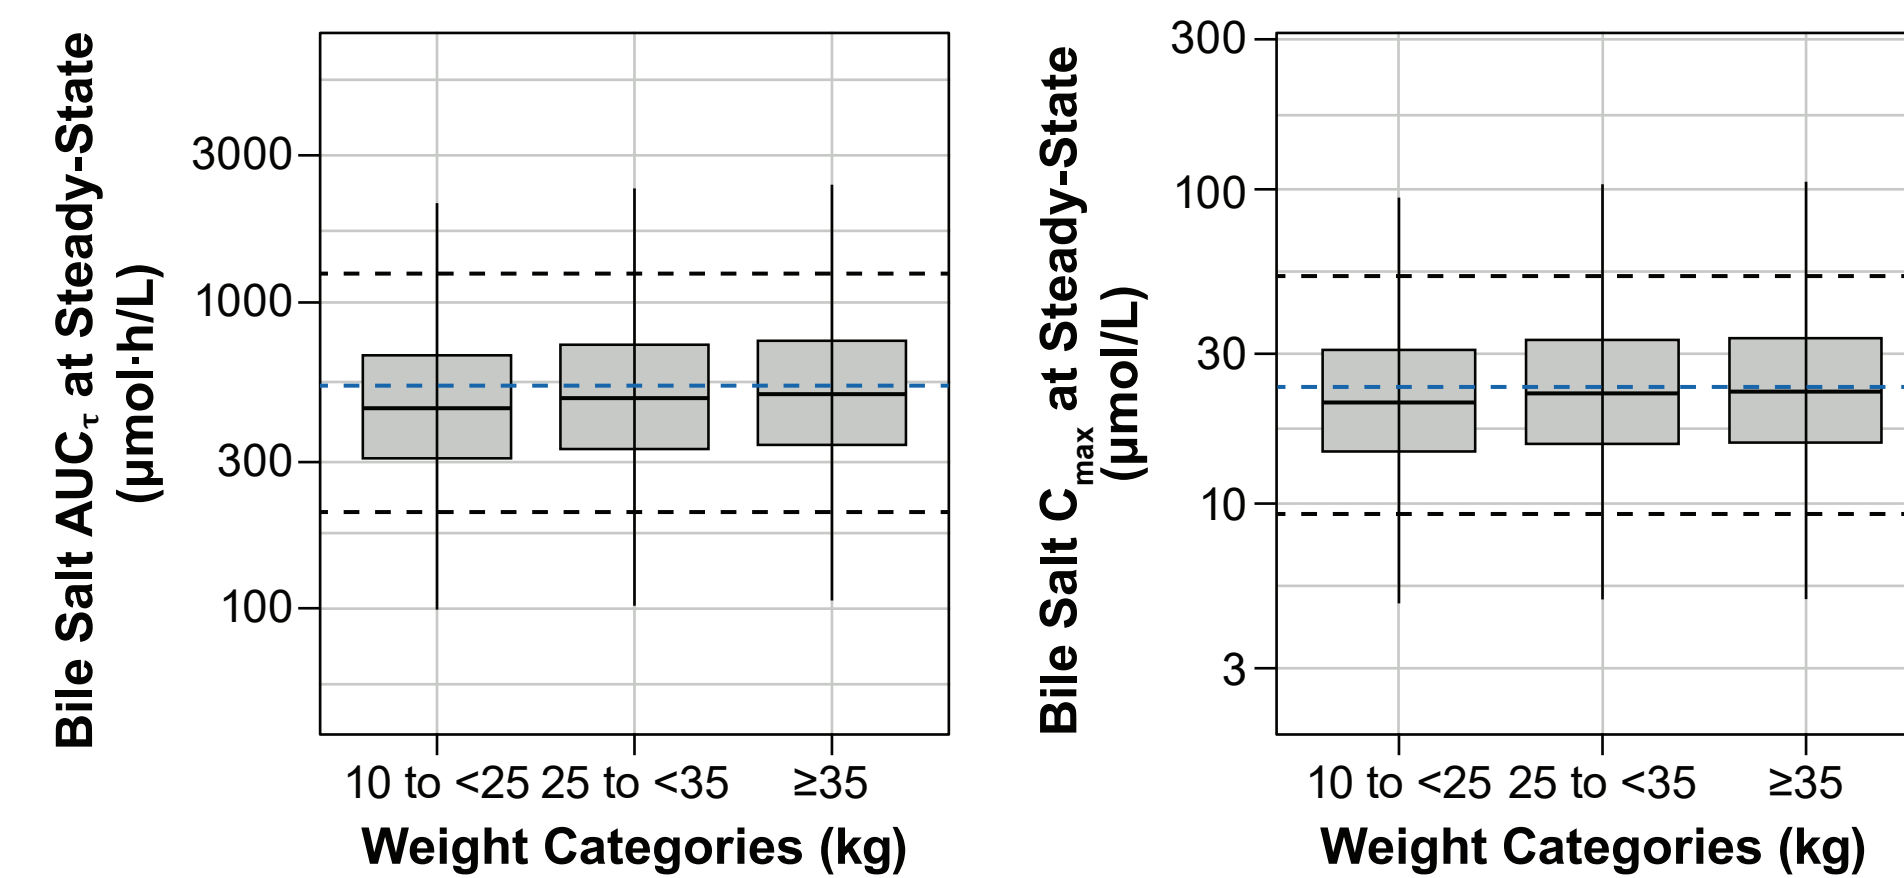 Bile Salt AUCτ at Steady-State
(µmol·h/L)
3000
1000
300
100
10 to <25 25 to <35 ≥35
Weight Categories (kg)
Bile Salt Cmax at Steady-State
(µmol/L)
300
100
30
10
3
10 to <25 25 to <35 ≥35
Weight Categories (kg)